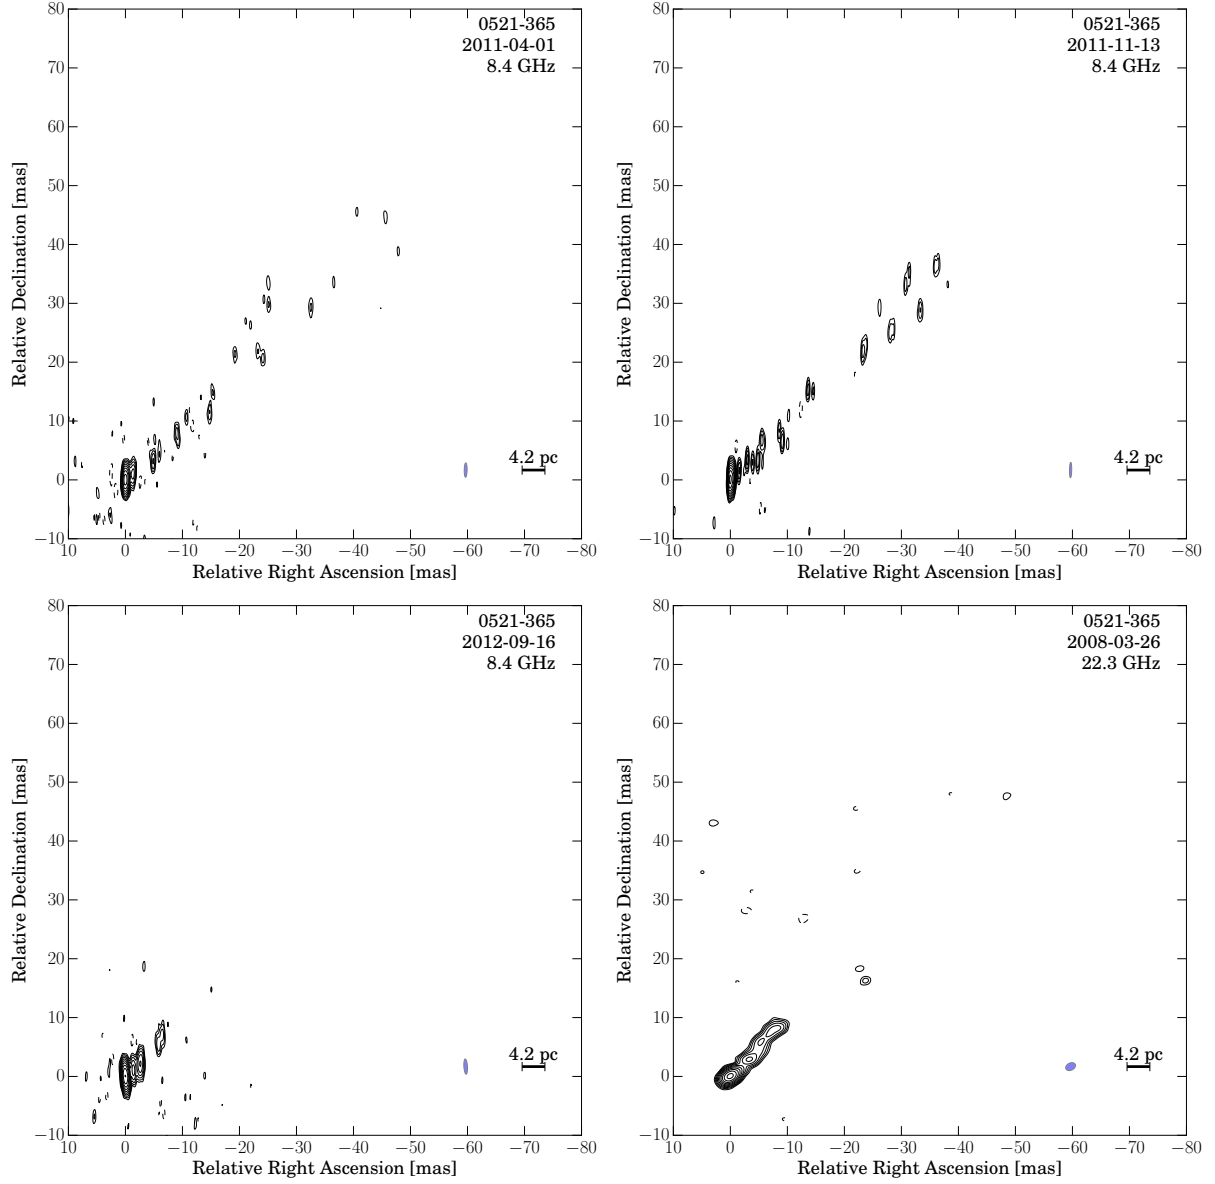 80
70
60
50
40
30
20
10
0
−10
Relative Declination [mas]
0521-365
2011-04-01
8.4 GHz
4.2 pc
10 0 −10 −20 −30 −40 −50 −60 −70 −80
Relative Right Ascension [mas]
80
70
60
50
40
30
20
10
0
−10
Relative Declination [mas]
0521-365
2011-11-13
8.4 GHz
4.2 pc
10 0 −10 −20 −30 −40 −50 −60 −70 −80
Relative Right Ascension [mas]
80
70
60
50
40
30
20
10
0
−10
Relative Declination [mas]
0521-365
2012-09-16
8.4 GHz
4.2 pc
10 0 −10 −20 −30 −40 −50 −60 −70 −80
Relative Right Ascension [mas]
80
70
60
50
40
30
20
10
0
−10
Relative Declination [mas]
0521-365
2008-03-26
22.3 GHz
4.2 pc
10 0 −10 −20 −30 −40 −50 −60 −70 −80
Relative Right Ascension [mas]